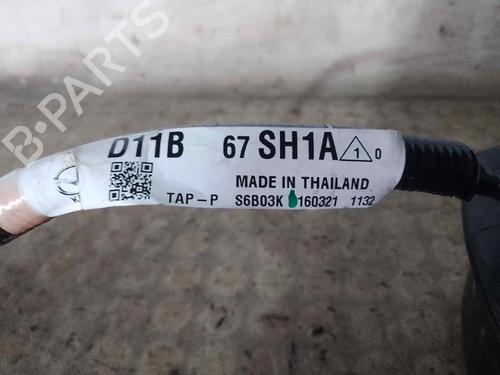 B-PARTS
D11B 67 SH1A 1 0
MADE IN THAILAND
TAP-P S6B03K 160321 1132